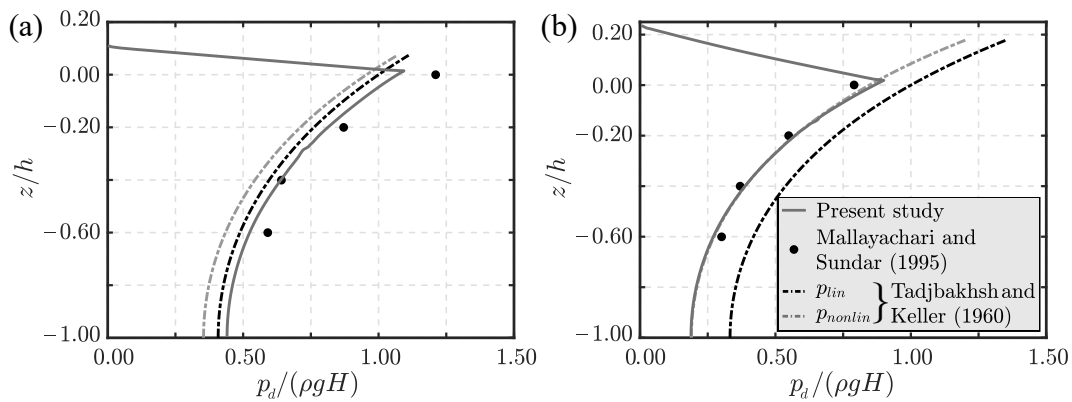 (a)
0.20
0.00
−0.20
−0.60
−1.00
z/h
0.00 0.50 1.00 1.50
p_d/(ρgH)
(b)
0.20
0.00
−0.20
−0.60
−1.00
z/h
0.00 0.50 1.00 1.50
p_d/(ρgH)
Present study
Mallayachari and
Sundar (1995)
p_lin } Tadjbakhsh and
p_nonlin Keller (1960)